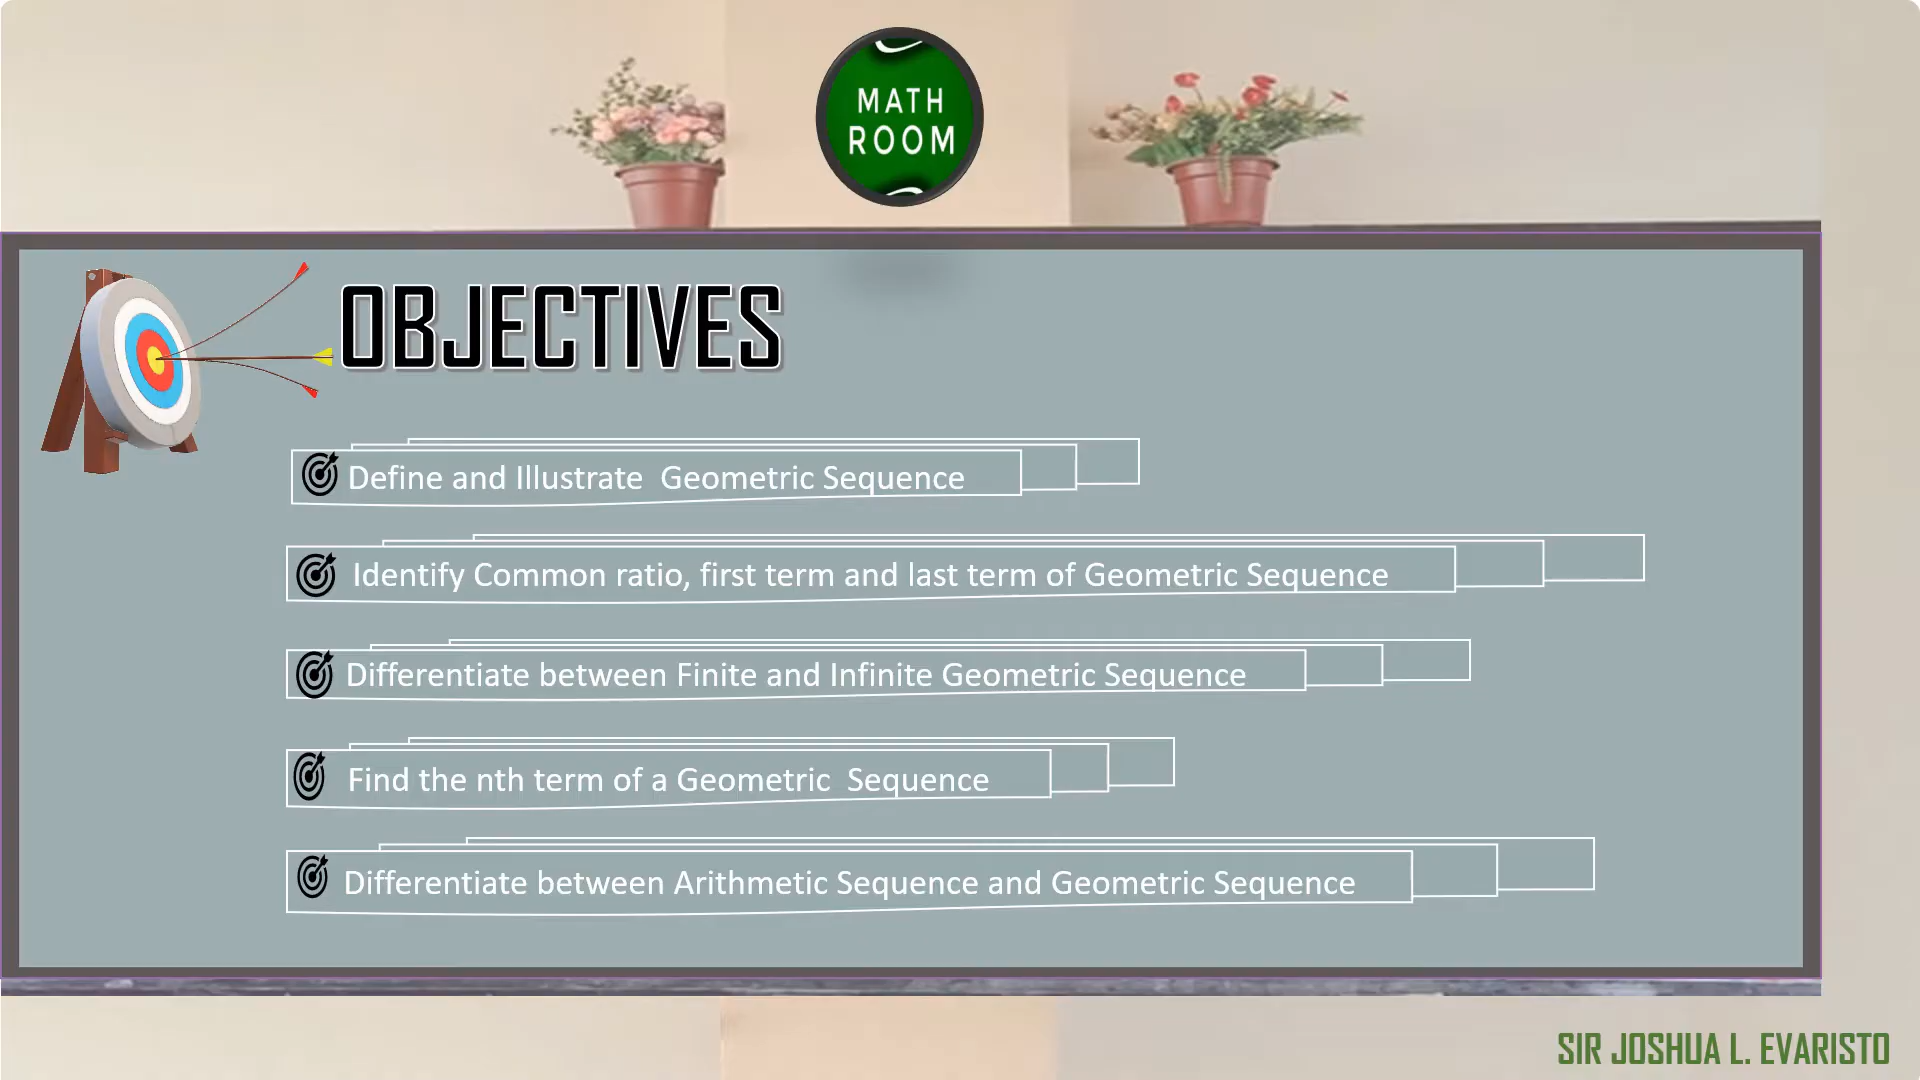 MATH
ROOM
OBJECTIVES
Define and Illustrate  Geometric Sequence
Identify Common ratio, first term and last term of Geometric Sequence
Differentiate between Finite and Infinite Geometric Sequence
Find the nth term of a Geometric  Sequence
Differentiate between Arithmetic Sequence and Geometric Sequence
SIR JOSHUA L. EVARISTO